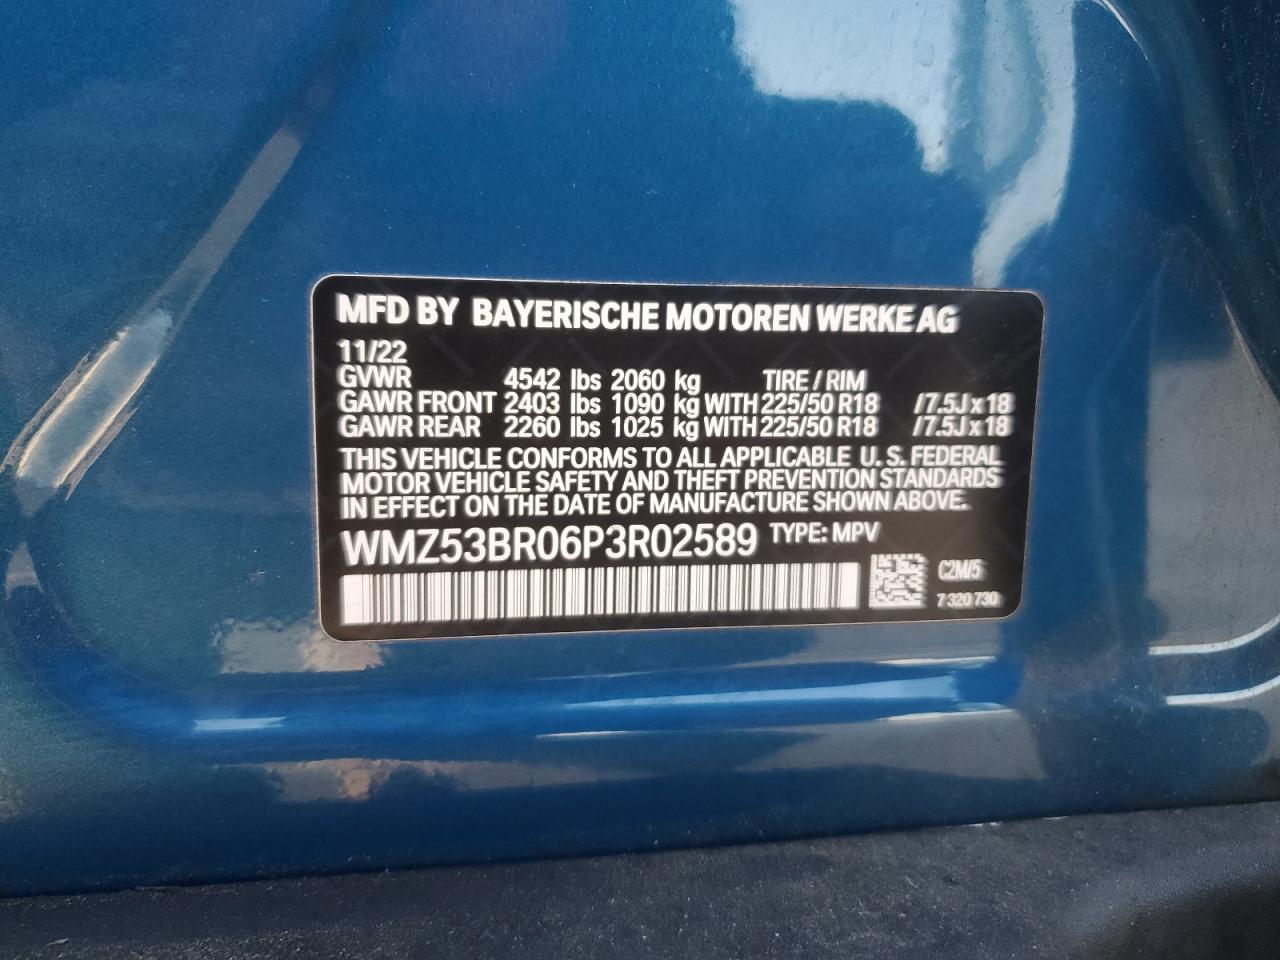 MFD BY BAYERISCHE MOTOREN WERKE AG
11/22
GVWR 4542 lbs 2060 kg TIRE / RIM
GAWR FRONT 2403 lbs 1090 kg WITH 225/50 R18 /7.5J x 18
GAWR REAR 2260 lbs 1025 kg WITH 225/50 R18 /7.5J x 18
THIS VEHICLE CONFORMS TO ALL APPLICABLE U. S. FEDERAL
MOTOR VEHICLE SAFETY AND THEFT PREVENTION STANDARDS
IN EFFECT ON THE DATE OF MANUFACTURE SHOWN ABOVE.
WMZ53BR06P3R02589 TYPE: MPV
C2M/5
7 320 730